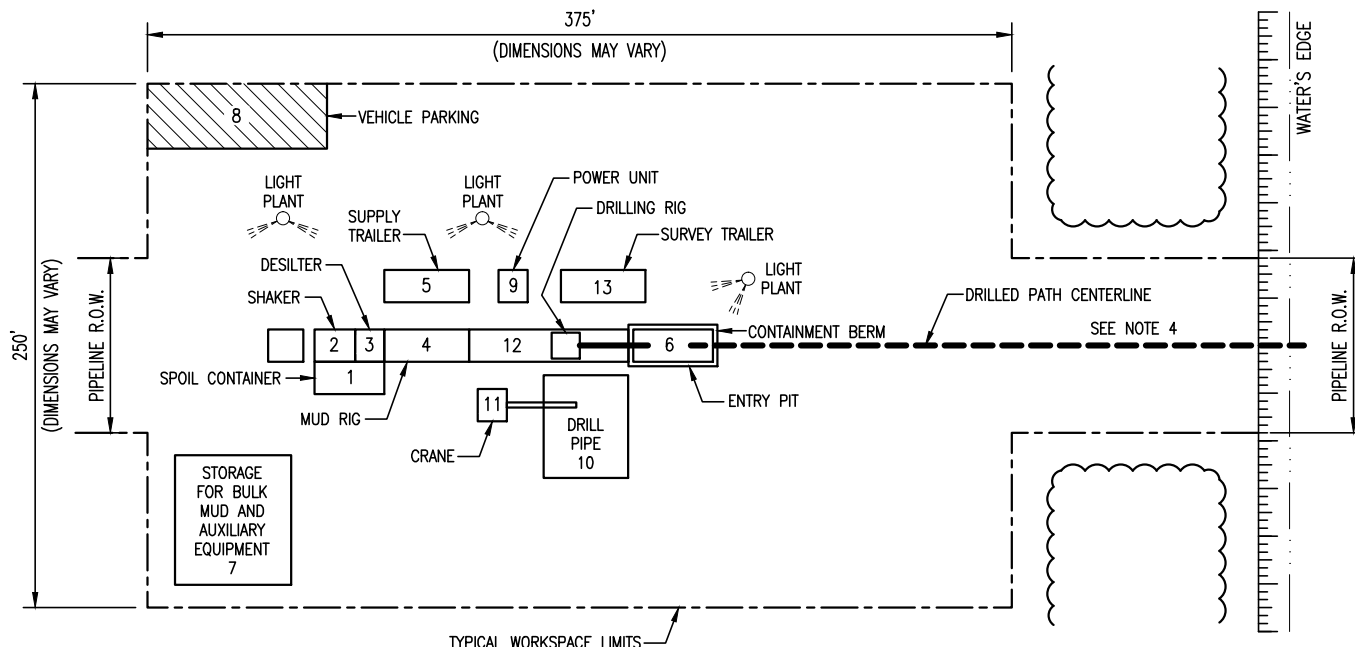 375'
(DIMENSIONS MAY VARY)
8
VEHICLE PARKING
WATER'S EDGE
LIGHT
PLANT
LIGHT
PLANT
POWER UNIT
DRILLING RIG
SUPPLY
TRAILER
SURVEY TRAILER
250'
(DIMENSIONS MAY VARY)
PIPELINE R.O.W.
DESILTER
SHAKER
5
9
13
LIGHT
PLANT
DRILLED PATH CENTERLINE
SEE NOTE 4
PIPELINE R.O.W.
CONTAINMENT BERM
2
3
4
12
6
1
SPOIL CONTAINER
MUD RIG
ENTRY PIT
11
CRANE
DRILL
PIPE
10
STORAGE
FOR BULK
MUD AND
AUXILIARY
EQUIPMENT
7
TYPICAL WORKSPACE LIMITS